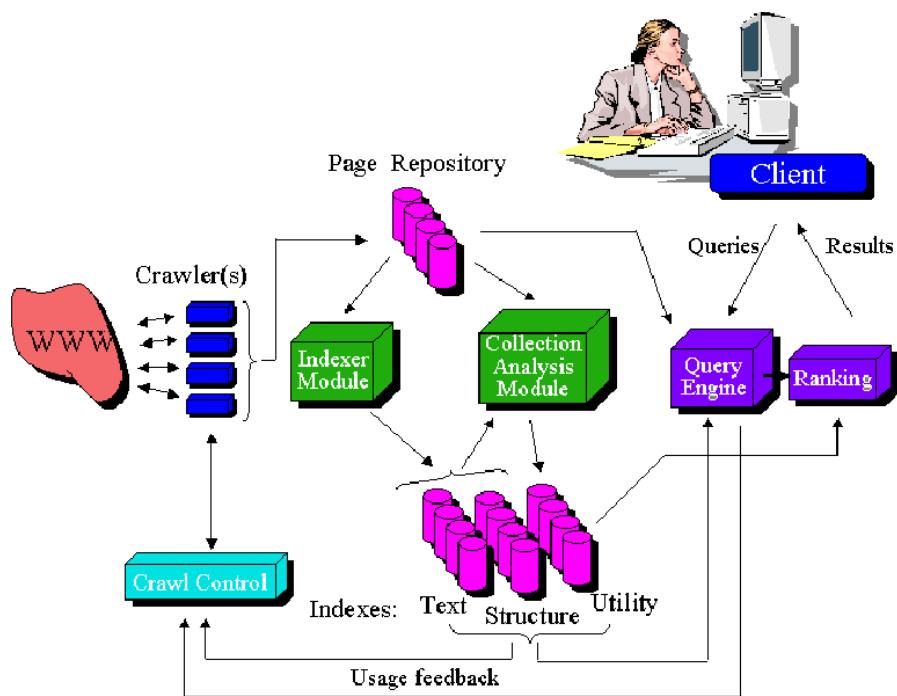 Page Repository
Client
Queries
Results
Crawler(s)
WWW
Indexer
Module
Collection
Analysis
Module
Query
Engine
Ranking
Crawl Control
Indexes:
Text
Structure
Utility
Usage feedback